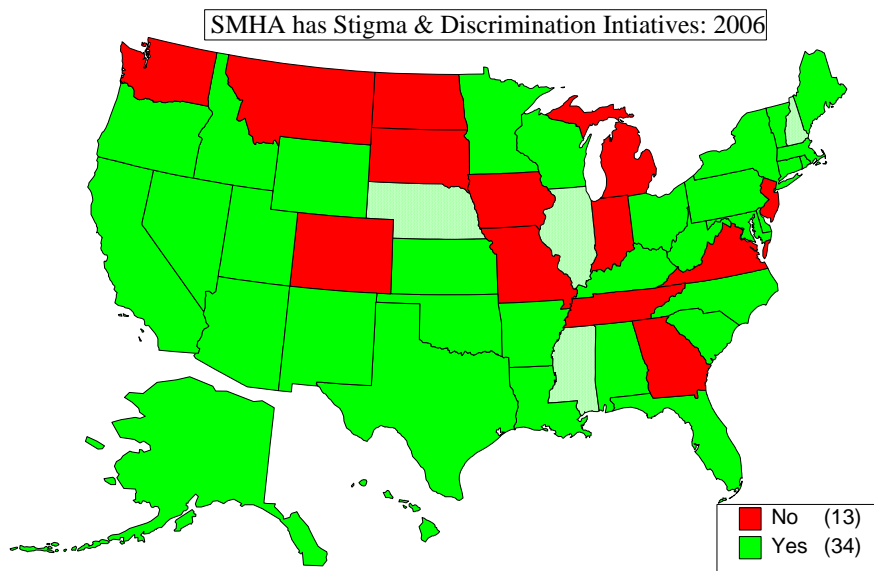 SMHA has Stigma & Discrimination Intiatives: 2006
No (13)
Yes (34)